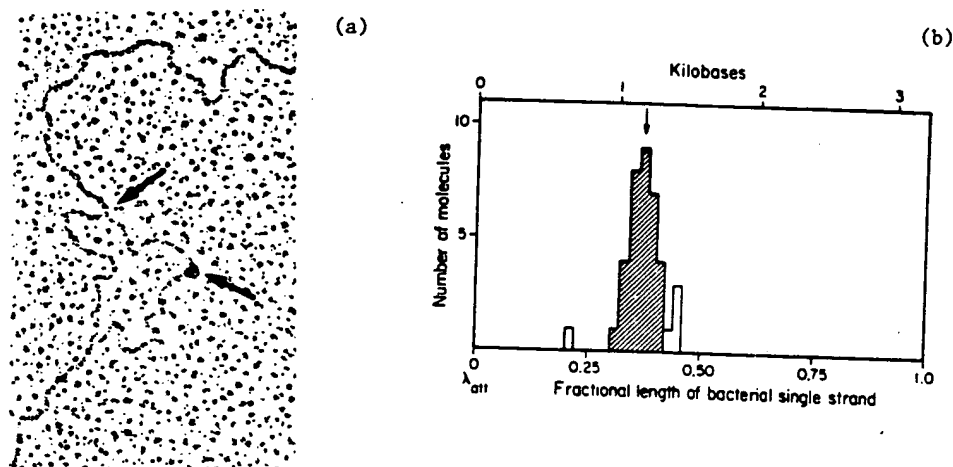 (a)
(b)
Kilobases
0 1 2 3
10
5
Number of molecules
0 0.25 0.50 0.75 1.0
λatt
Fractional length of bacterial single strand